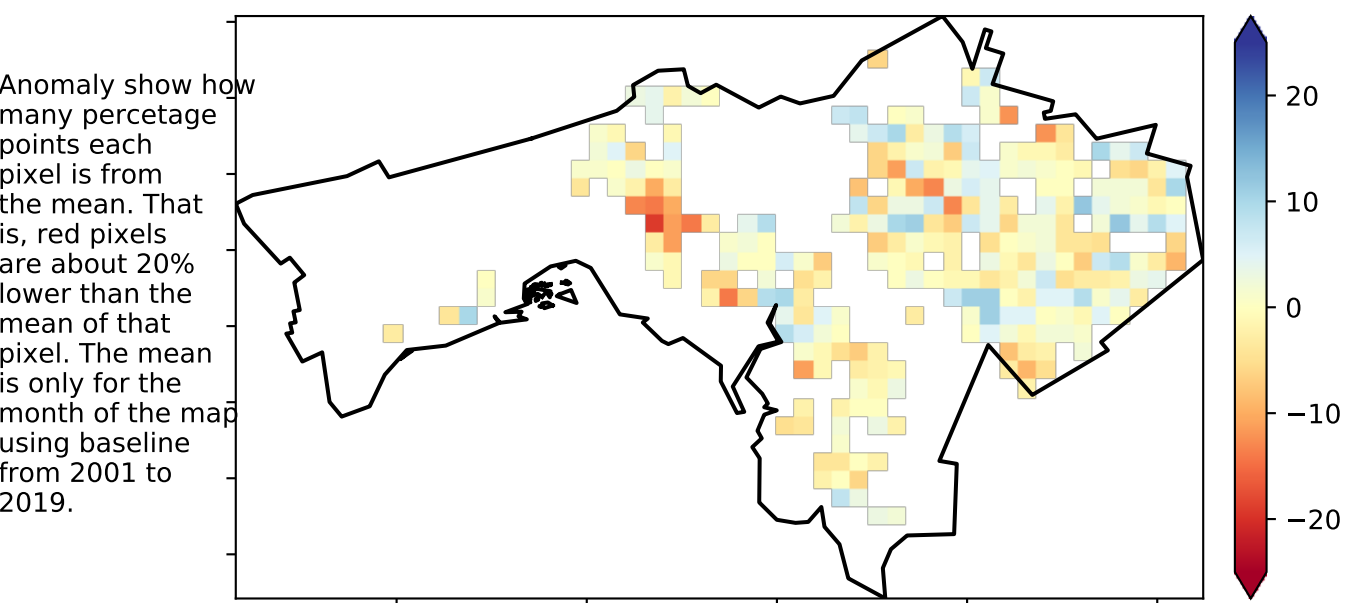 Anomaly show how
many percetage
points each
pixel is from
the mean. That
is, red pixels
are about 20%
lower than the
mean of that
pixel. The mean
is only for the
month of the map
using baseline
from 2001 to
2019.
20
10
0
−10
−20